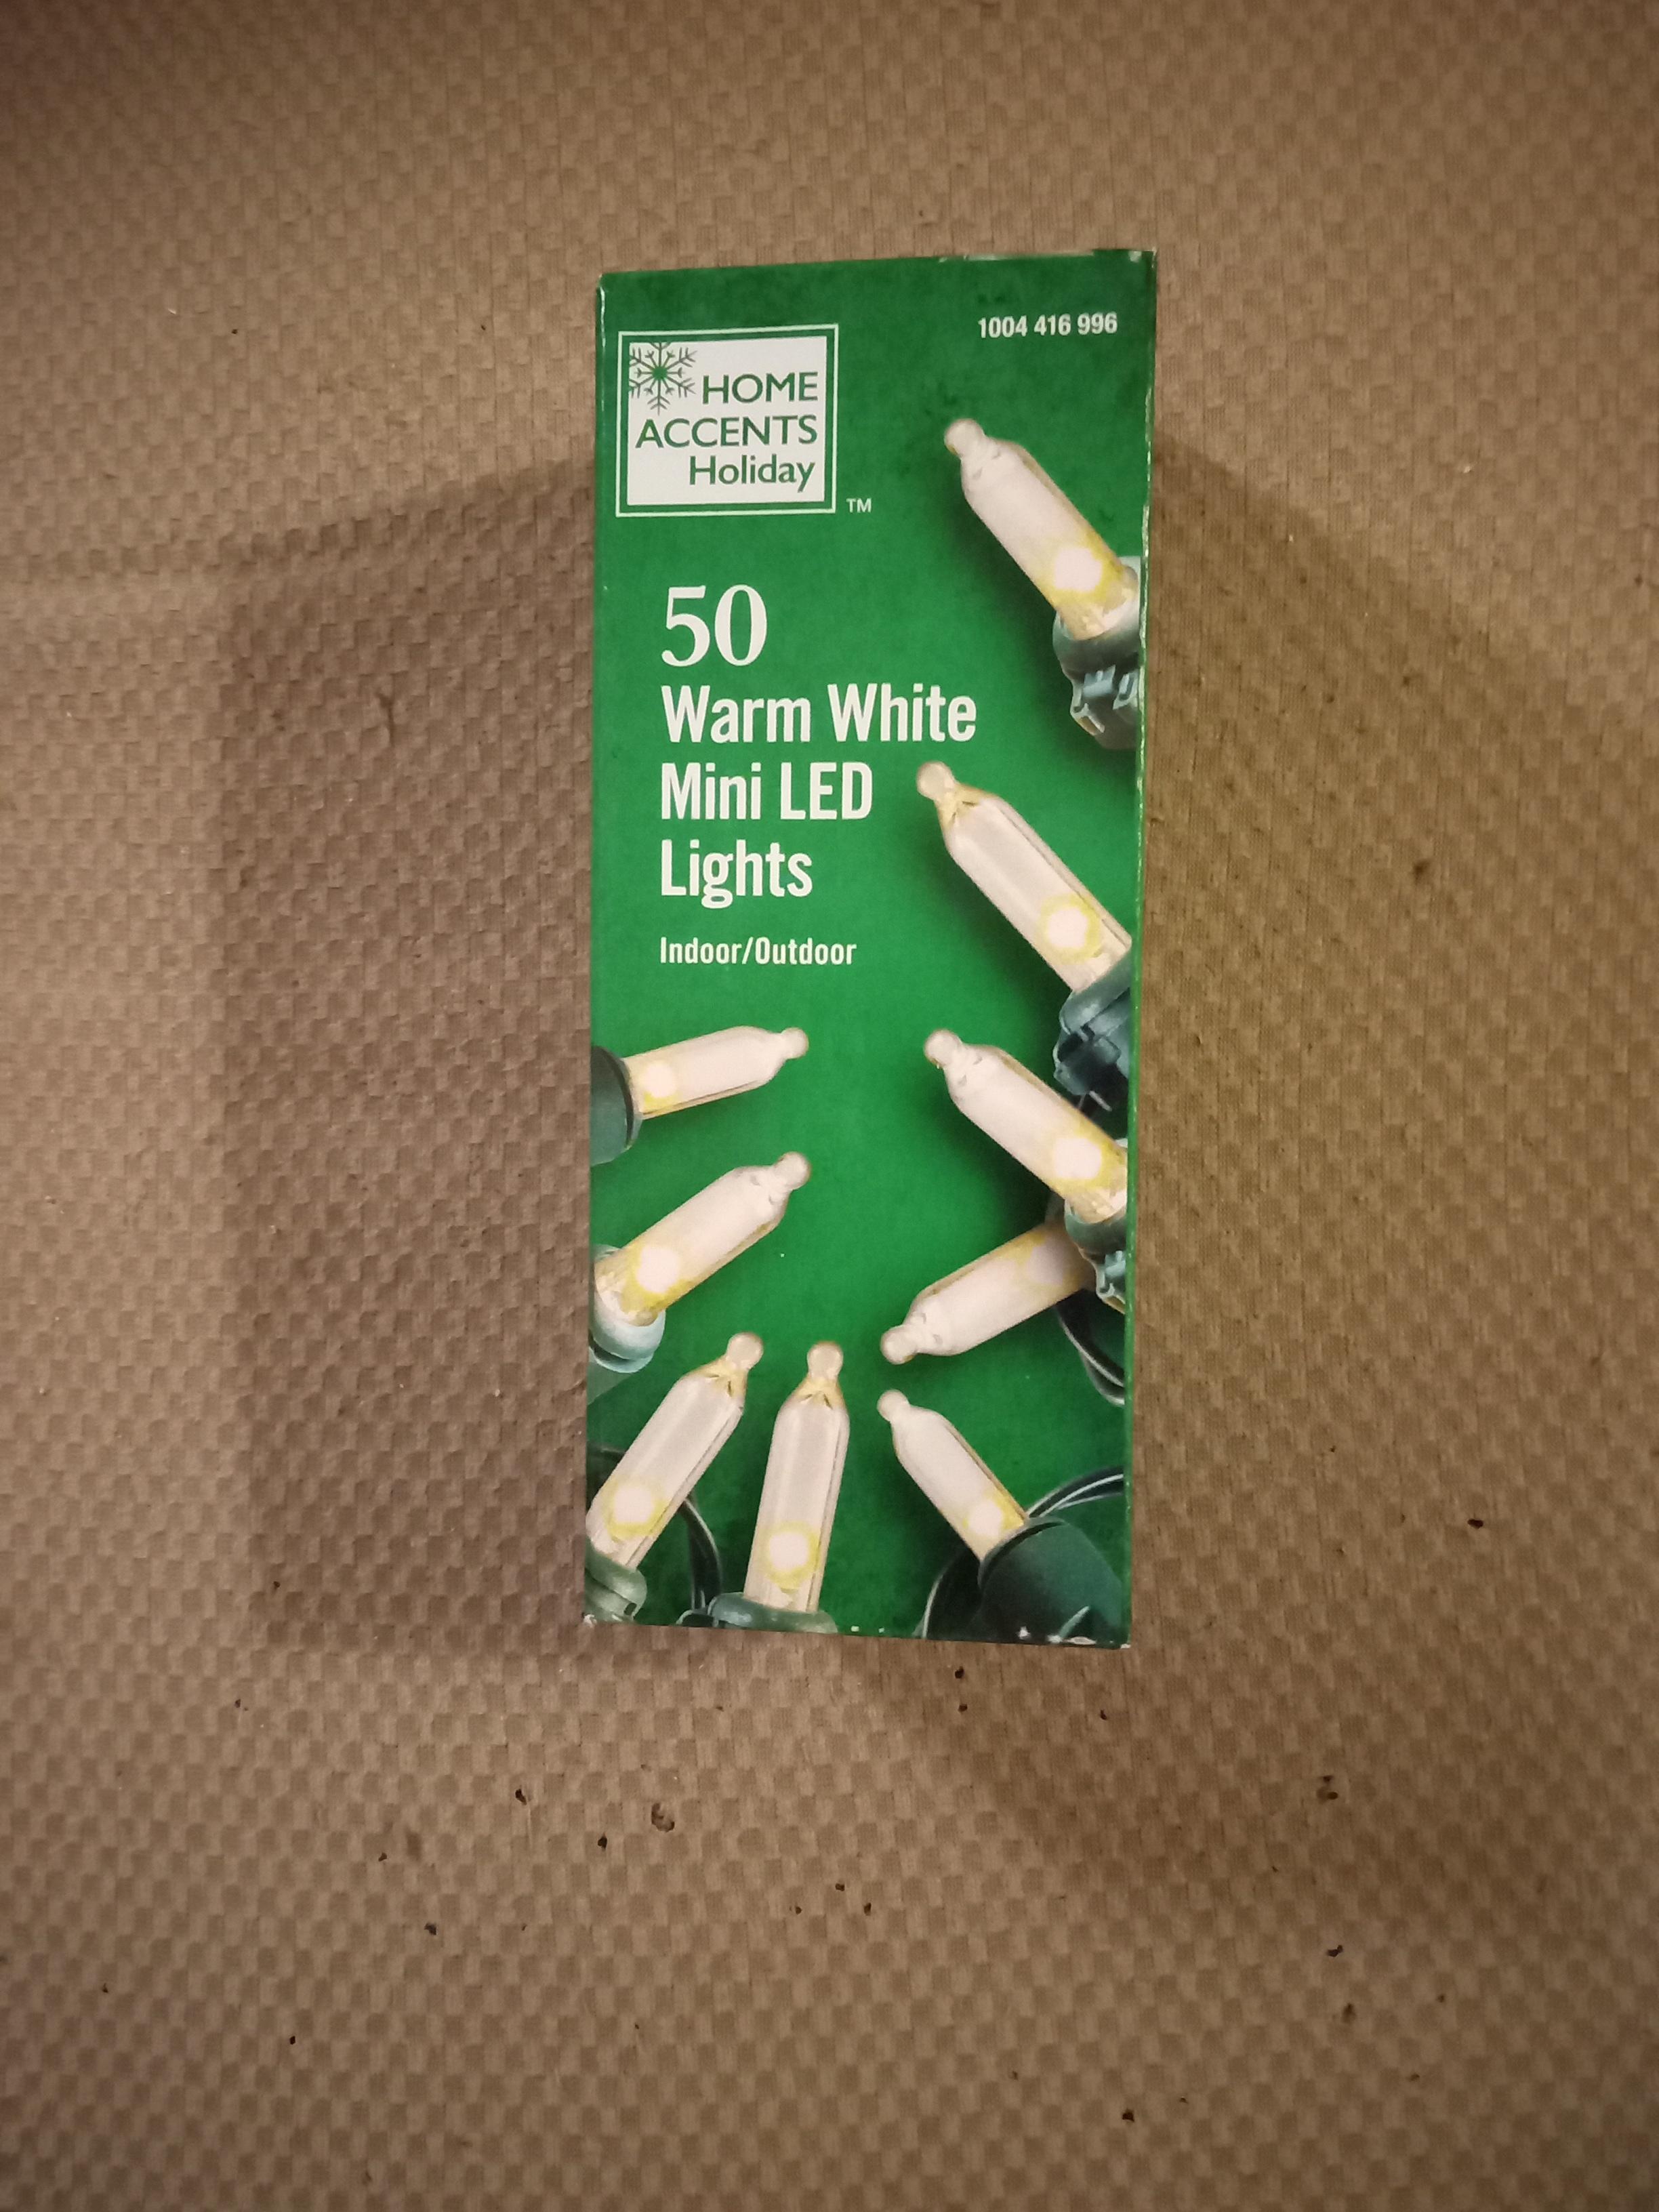 1004 416 996
HOME
ACCENTS
Holiday
TM
50
Warm White
Mini LED
Lights
Indoor/Outdoor